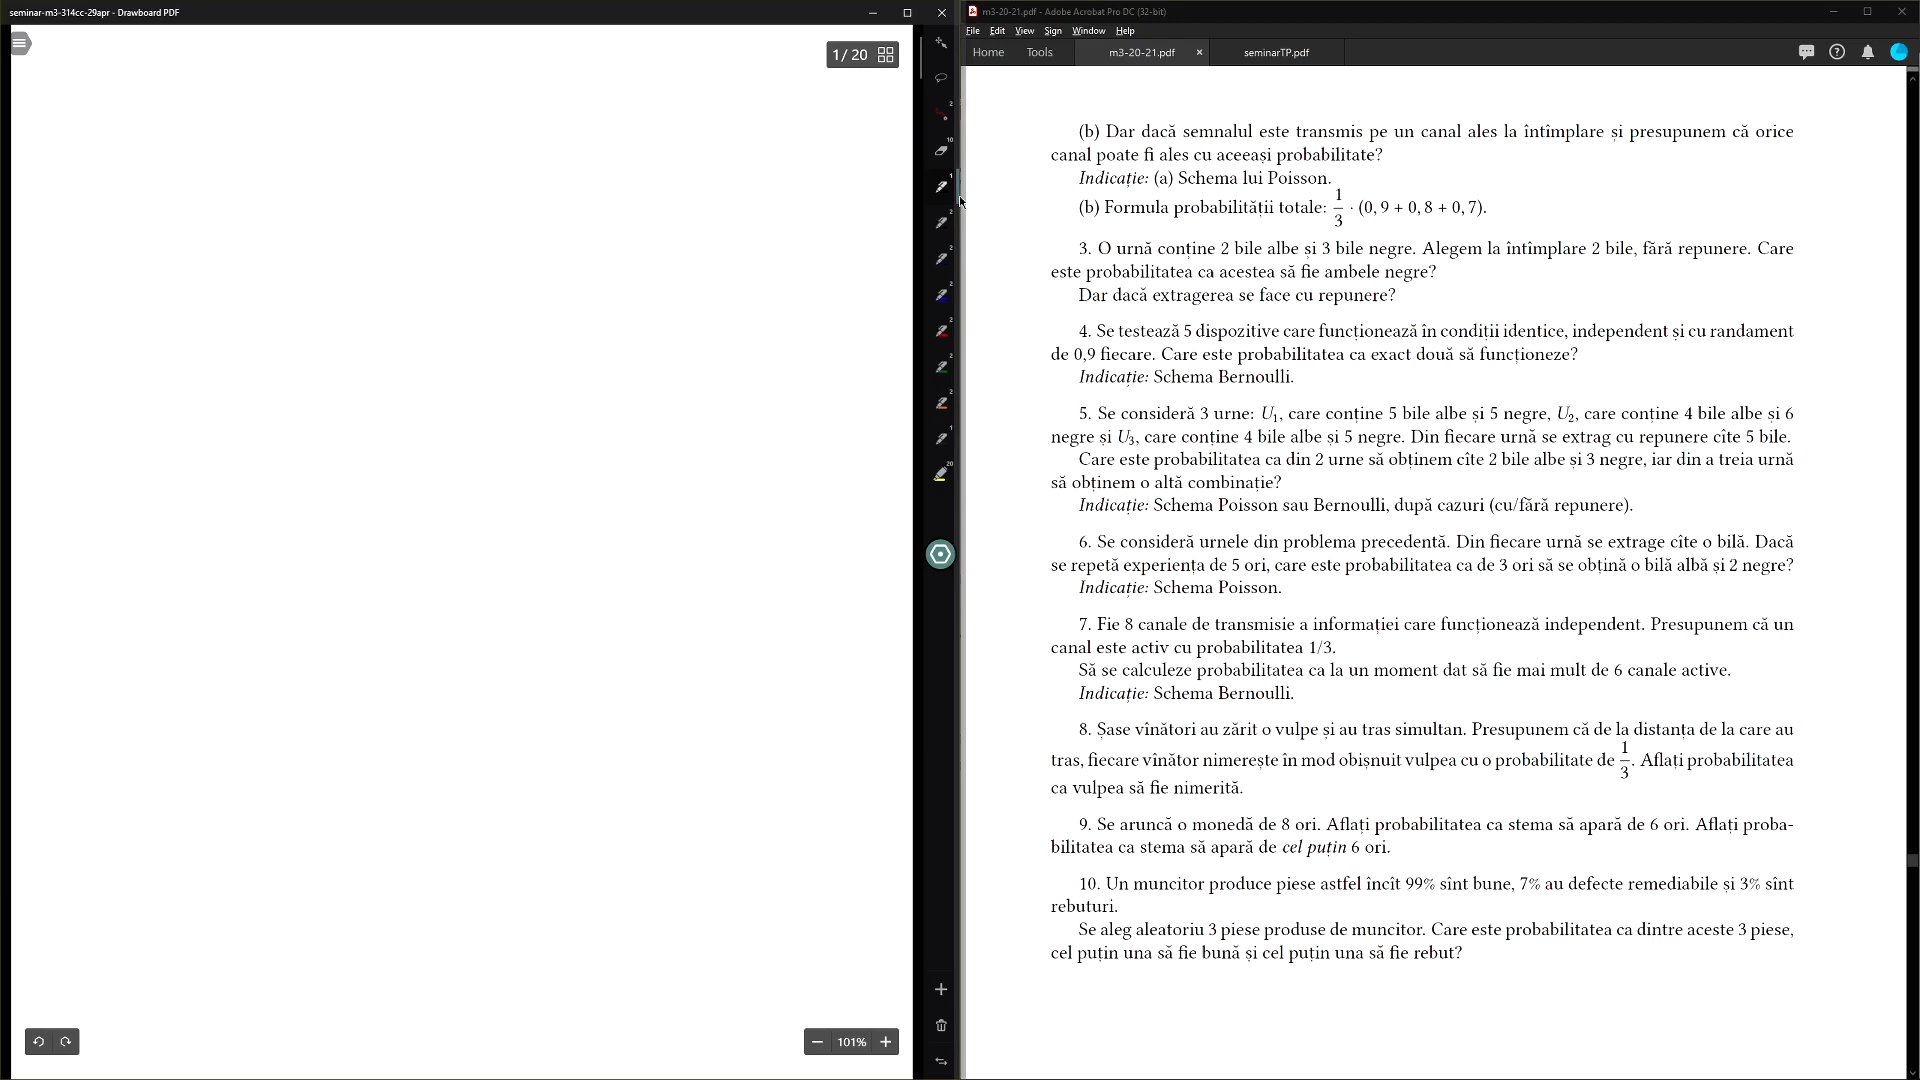 seminar-m3-314cc-29apr - Drawboard PDF
1/ 20
2
10
1
2
2
2
2
2
2
1
20
101%
m3-20-21.pdf - Adobe Acrobat Pro DC (32-bit)
File Edit View Sign Window Help
Home Tools m3-20-21.pdf × seminarTP.pdf
(b) Dar dacă semnalul este transmis pe un canal ales la întîmplare și presupunem că orice
canal poate fi ales cu aceeași probabilitate?
Indicație: (a) Schema lui Poisson.
(b) Formula probabilității totale: 1/3 · (0, 9 + 0, 8 + 0, 7).
3. O urnă conține 2 bile albe și 3 bile negre. Alegem la întîmplare 2 bile, fără repunere. Care
este probabilitatea ca acestea să fie ambele negre?
Dar dacă extragerea se face cu repunere?
4. Se testează 5 dispozitive care funcționează în condiții identice, independent și cu randament
de 0,9 fiecare. Care este probabilitatea ca exact două să funcționeze?
Indicație: Schema Bernoulli.
5. Se consideră 3 urne: U₁, care conține 5 bile albe și 5 negre, U₂, care conține 4 bile albe și 6
negre și U₃, care conține 4 bile albe și 5 negre. Din fiecare urnă se extrag cu repunere cîte 5 bile.
Care este probabilitatea ca din 2 urne să obținem cîte 2 bile albe și 3 negre, iar din a treia urnă
să obținem o altă combinație?
Indicație: Schema Poisson sau Bernoulli, după cazuri (cu/fără repunere).
6. Se consideră urnele din problema precedentă. Din fiecare urnă se extrage cîte o bilă. Dacă
se repetă experiența de 5 ori, care este probabilitatea ca de 3 ori să se obțină o bilă albă și 2 negre?
Indicație: Schema Poisson.
7. Fie 8 canale de transmisie a informației care funcționează independent. Presupunem că un
canal este activ cu probabilitatea 1/3.
Să se calculeze probabilitatea ca la un moment dat să fie mai mult de 6 canale active.
Indicație: Schema Bernoulli.
8. Șase vînători au zărit o vulpe și au tras simultan. Presupunem că de la distanța de la care au
tras, fiecare vînător nimerește în mod obișnuit vulpea cu o probabilitate de 1/3. Aflați probabilitatea
ca vulpea să fie nimerită.
9. Se aruncă o monedă de 8 ori. Aflați probabilitatea ca stema să apară de 6 ori. Aflați proba-
bilitatea ca stema să apară de cel puțin 6 ori.
10. Un muncitor produce piese astfel încît 99% sînt bune, 7% au defecte remediabile și 3% sînt
rebuturi.
Se aleg aleatoriu 3 piese produse de muncitor. Care este probabilitatea ca dintre aceste 3 piese,
cel puțin una să fie bună și cel puțin una să fie rebut?